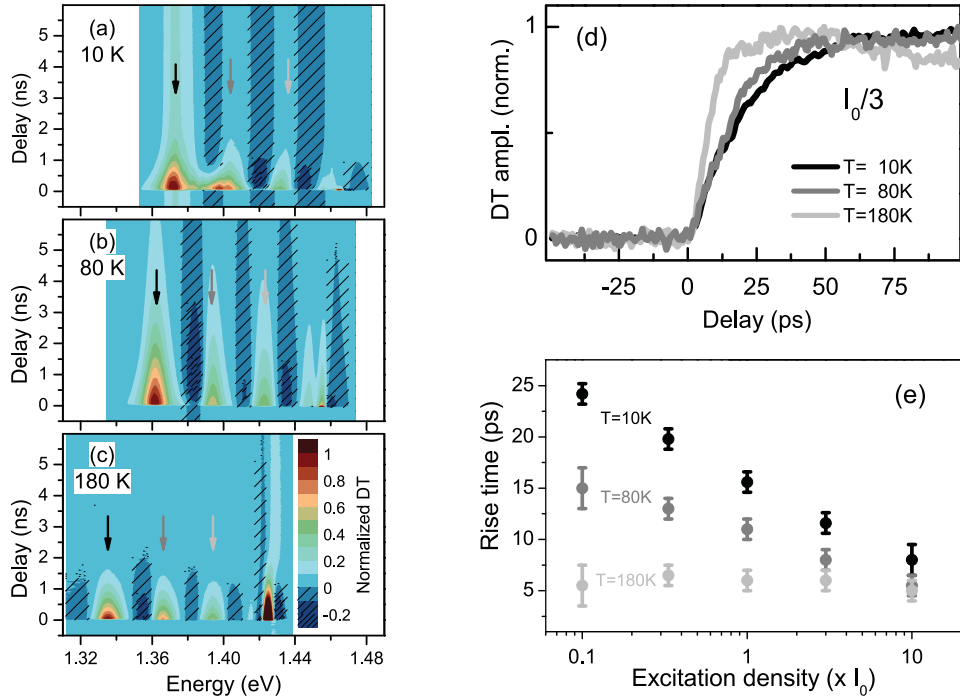 (a)
10 K
Delay (ns)
5
4
3
2
1
0
(b)
80 K
Delay (ns)
5
4
3
2
1
0
(c)
180 K
Delay (ns)
5
4
3
2
1
0
1
0.8
0.6
0.4
0.2
0
-0.2
Normalized DT
1.32 1.36 1.40 1.44 1.48
Energy (eV)
(d)
DT ampl. (norm.)
1
0
I₀/3
T= 10K
T= 80K
T=180K
-25 0 25 50 75
Delay (ps)
(e)
Rise time (ps)
25
20
15
10
5
T=10K
T=80K
T=180K
0.1 1 10
Excitation density (x I₀)